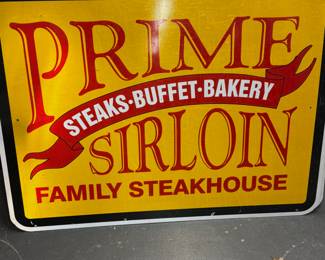 PRIME
STEAKS·BUFFET·BAKERY
SIRLOIN
FAMILY STEAKHOUSE